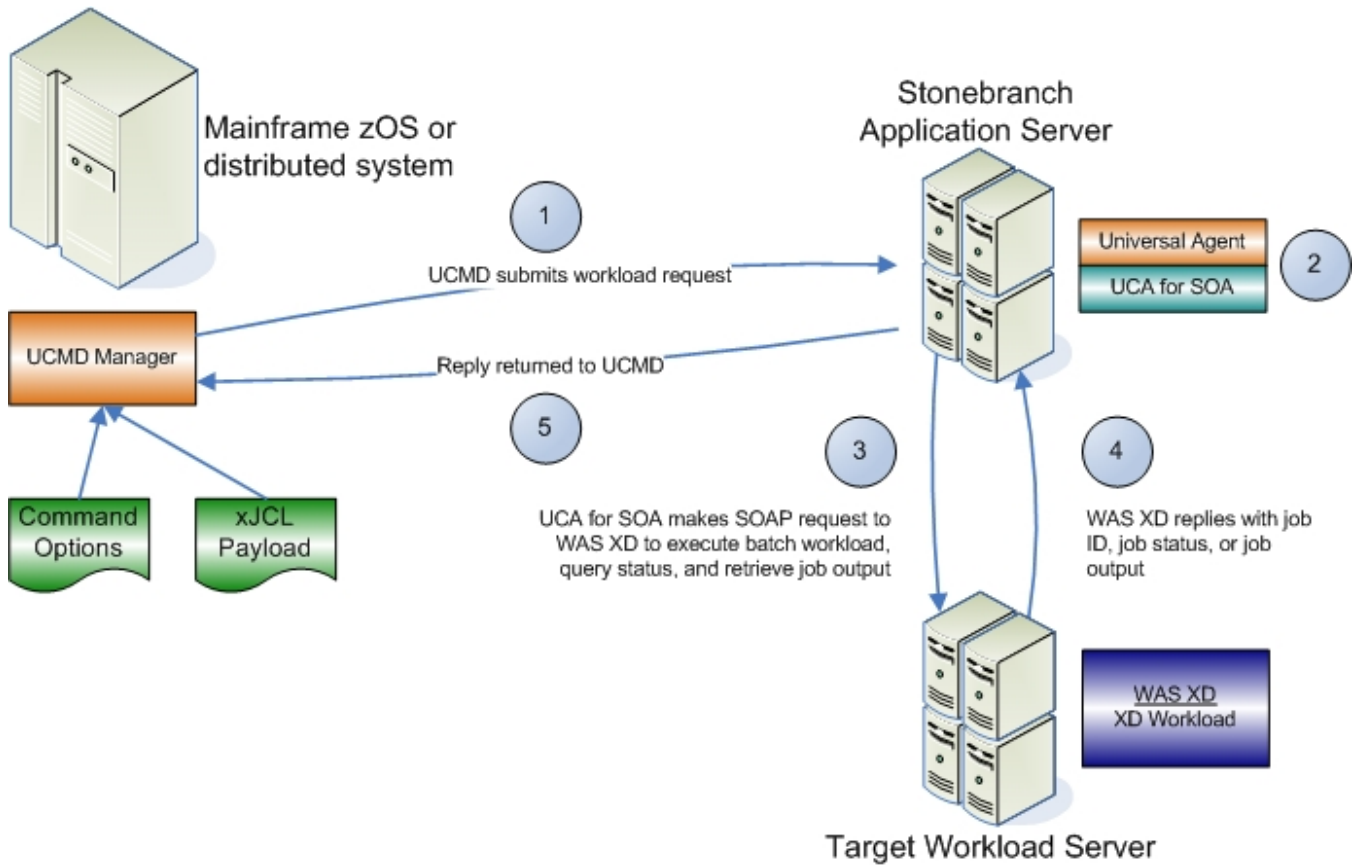 Mainframe zOS or
distributed system
Stonebranch
Application Server
1
UCMD submits workload request
Universal Agent
UCA for SOA
2
UCMD Manager
Reply returned to UCMD
5
3
4
Command
Options
xJCL
Payload
UCA for SOA makes SOAP request to
WAS XD to execute batch workload,
query status, and retrieve job output
WAS XD replies with job
ID, job status, or job
output
WAS XD
XD Workload
Target Workload Server